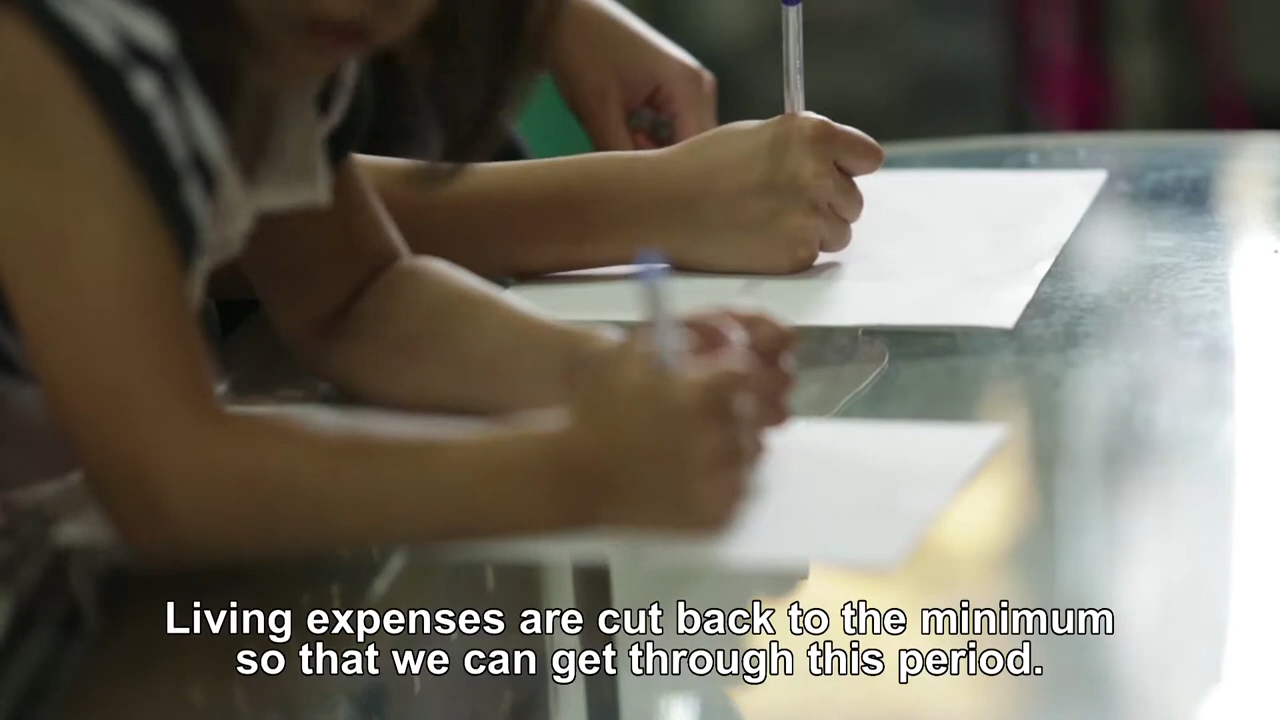 Living expenses are cut back to the minimum
so that we can get through this period.